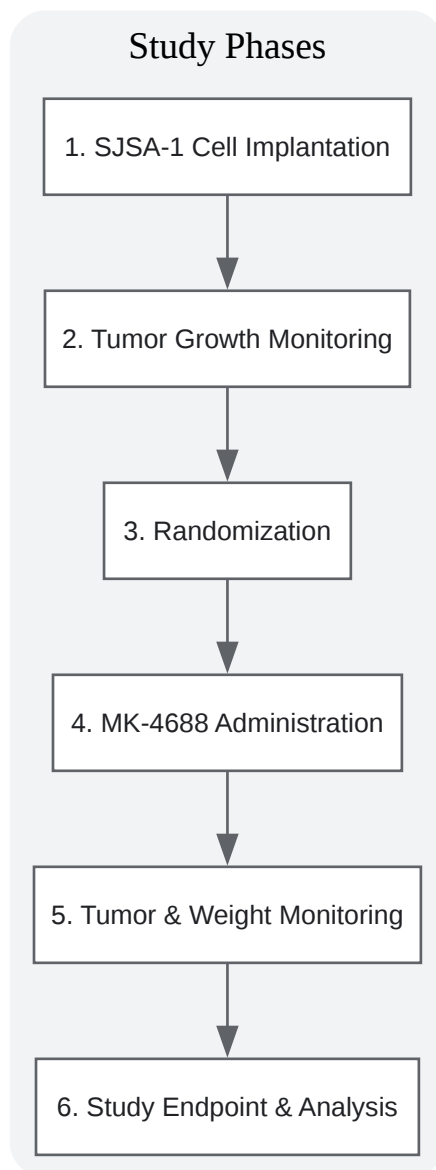 Study Phases
1. SJSA-1 Cell Implantation
2. Tumor Growth Monitoring
3. Randomization
4. MK-4688 Administration
5. Tumor & Weight Monitoring
6. Study Endpoint & Analysis